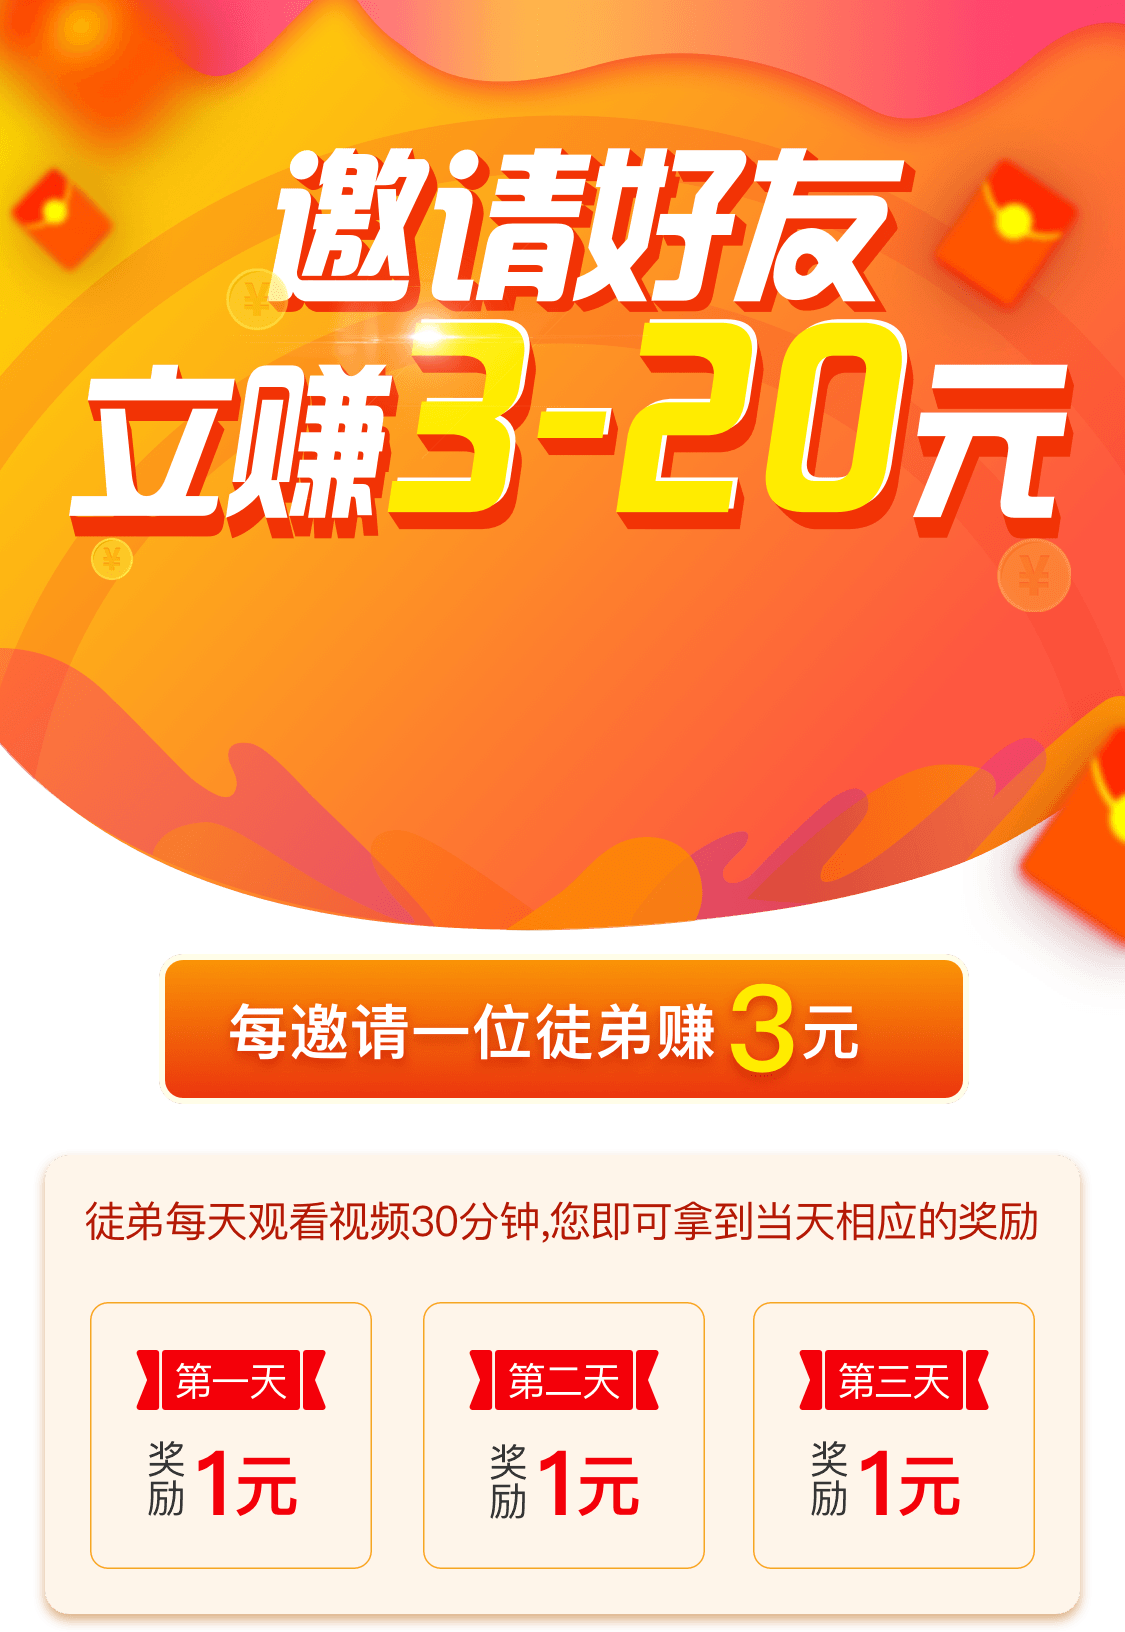 邀请好友
立赚3-20元
¥
¥
¥
每邀请一位徒弟赚3元
徒弟每天观看视频30分钟,您即可拿到当天相应的奖励
第一天
奖励1元
第二天
奖励1元
第三天
奖励1元